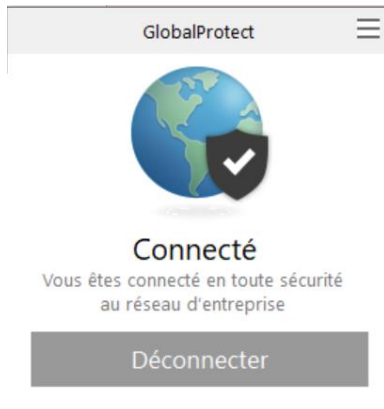 GlobalProtect
Connecté
Vous êtes connecté en toute sécurité
au réseau d'entreprise
Déconnecter